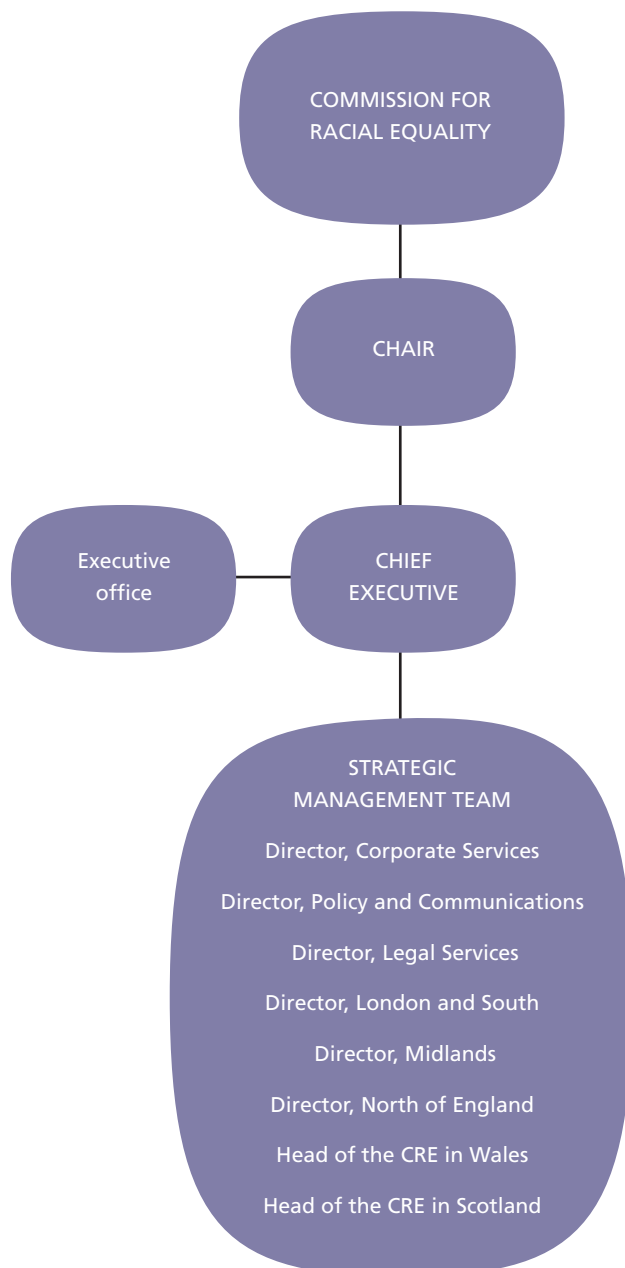 COMMISSION FOR
RACIAL EQUALITY
CHAIR
Executive
office
CHIEF
EXECUTIVE
STRATEGIC
MANAGEMENT TEAM
Director, Corporate Services
Director, Policy and Communications
Director, Legal Services
Director, London and South
Director, Midlands
Director, North of England
Head of the CRE in Wales
Head of the CRE in Scotland